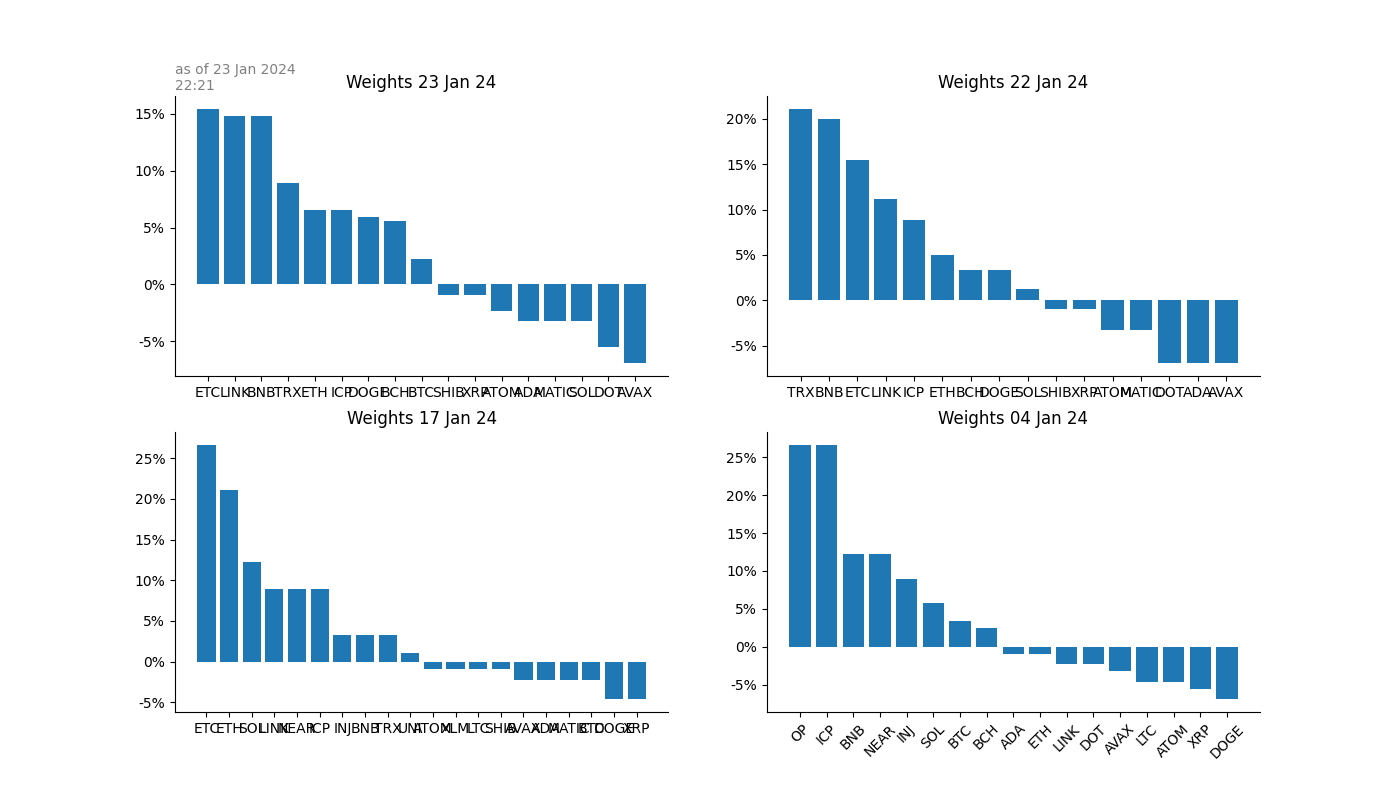 as of 23 Jan 2024
22:21
Weights 23 Jan 24
15%
10%
5%
0%
-5%
ETC LINK BNB TRX ETH ICP DOGE BCH BTC SHIB XRP ATOM ADA MATIC SOL DOT AVAX
Weights 22 Jan 24
20%
15%
10%
5%
0%
-5%
TRX BNB ETC LINK ICP ETH BCH DOGE SOL SHIB XRP ATOM MATIC DOT ADA AVAX
Weights 17 Jan 24
25%
20%
15%
10%
5%
0%
-5%
ETC ETH SOL LINK NEAR ICP INJ BNB TRX UNI ATOM XLM LTC SHIB AVAX ADA MATIC BTC DOGE XRP
Weights 04 Jan 24
25%
20%
15%
10%
5%
0%
-5%
OP ICP BNB NEAR INJ SOL BTC BCH ADA ETH LINK DOT AVAX LTC ATOM XRP DOGE